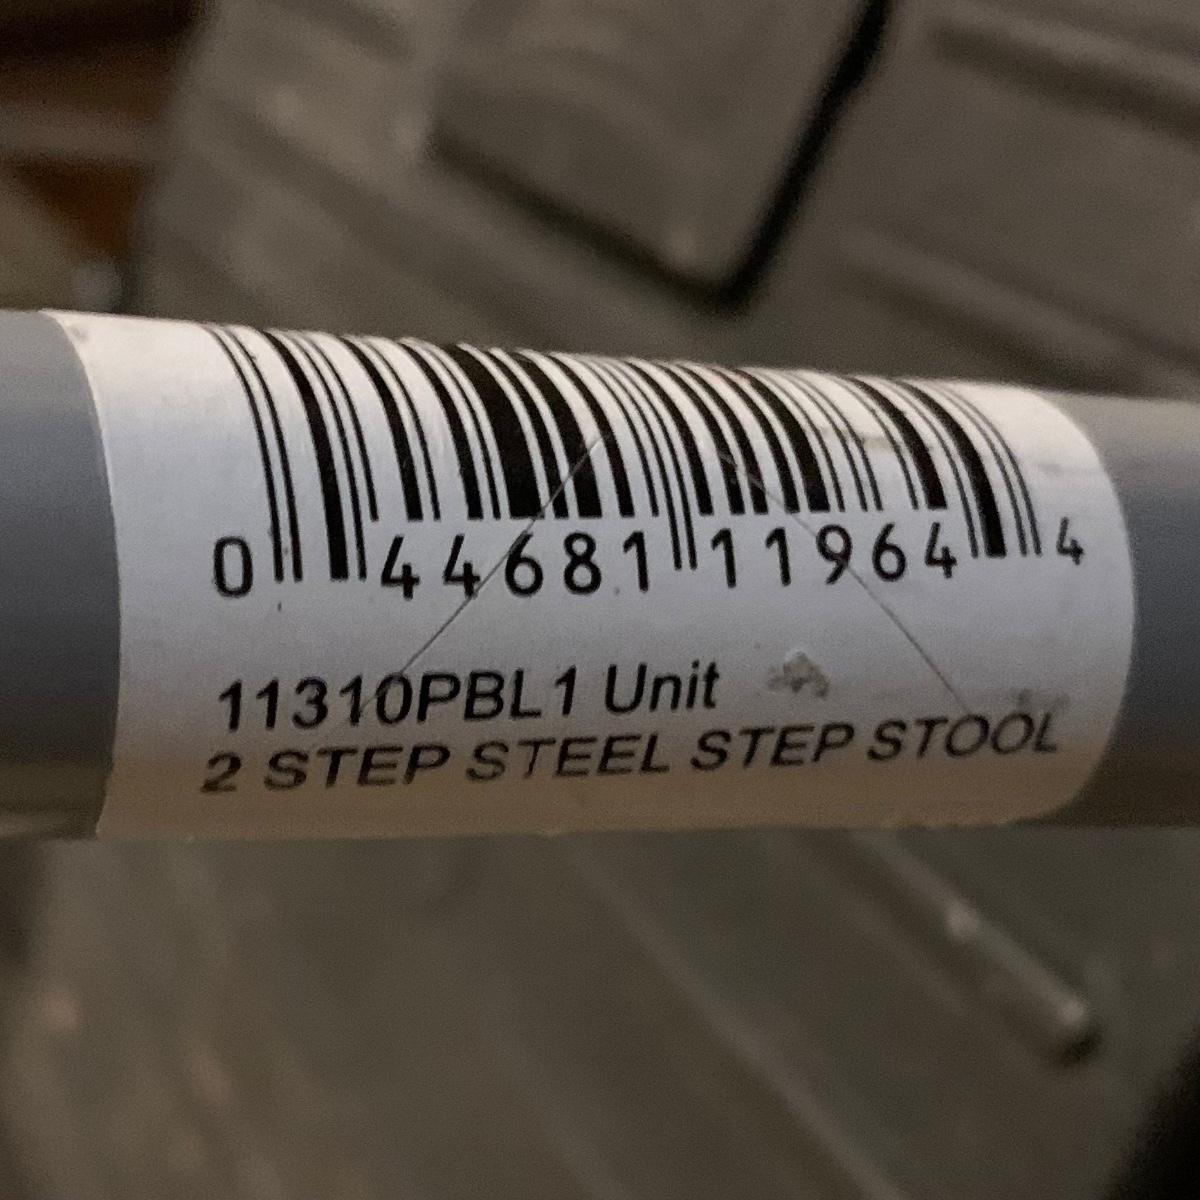 0 44681 11964 4
11310PBL1 Unit
2 STEP STEEL STEP STOOL